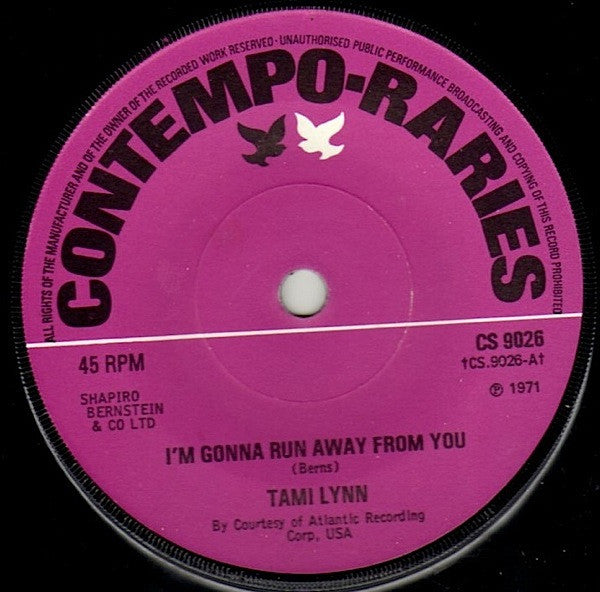 ALL RIGHTS OF THE MANUFACTURER AND OF THE OWNER OF THE RECORDED WORK RESERVED · UNAUTHORISED PUBLIC PERFORMANCE BROADCASTING AND COPYING OF THIS RECORD PROHIBITED
CONTEMPO-RARIES
45 RPM
CS 9026
†CS.9026-A†
℗ 1971
SHAPIRO
BERNSTEIN
& CO LTD
I'M GONNA RUN AWAY FROM YOU
(Berns)
TAMI LYNN
By Courtesy of Atlantic Recording
Corp, USA